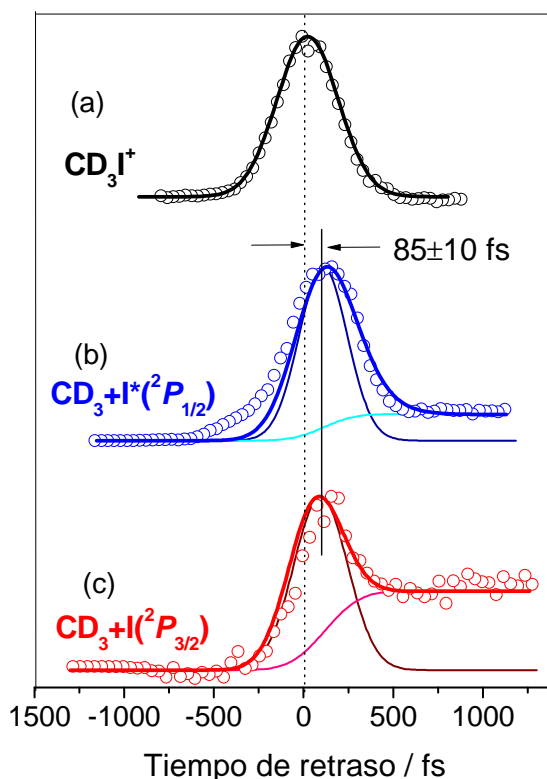 (a)
CD₃I⁺
85±10 fs
(b)
CD₃+I*(²P₁/₂)
(c)
CD₃+I(²P₃/₂)
1500 -1000 -500 0 500 1000
Tiempo de retraso / fs